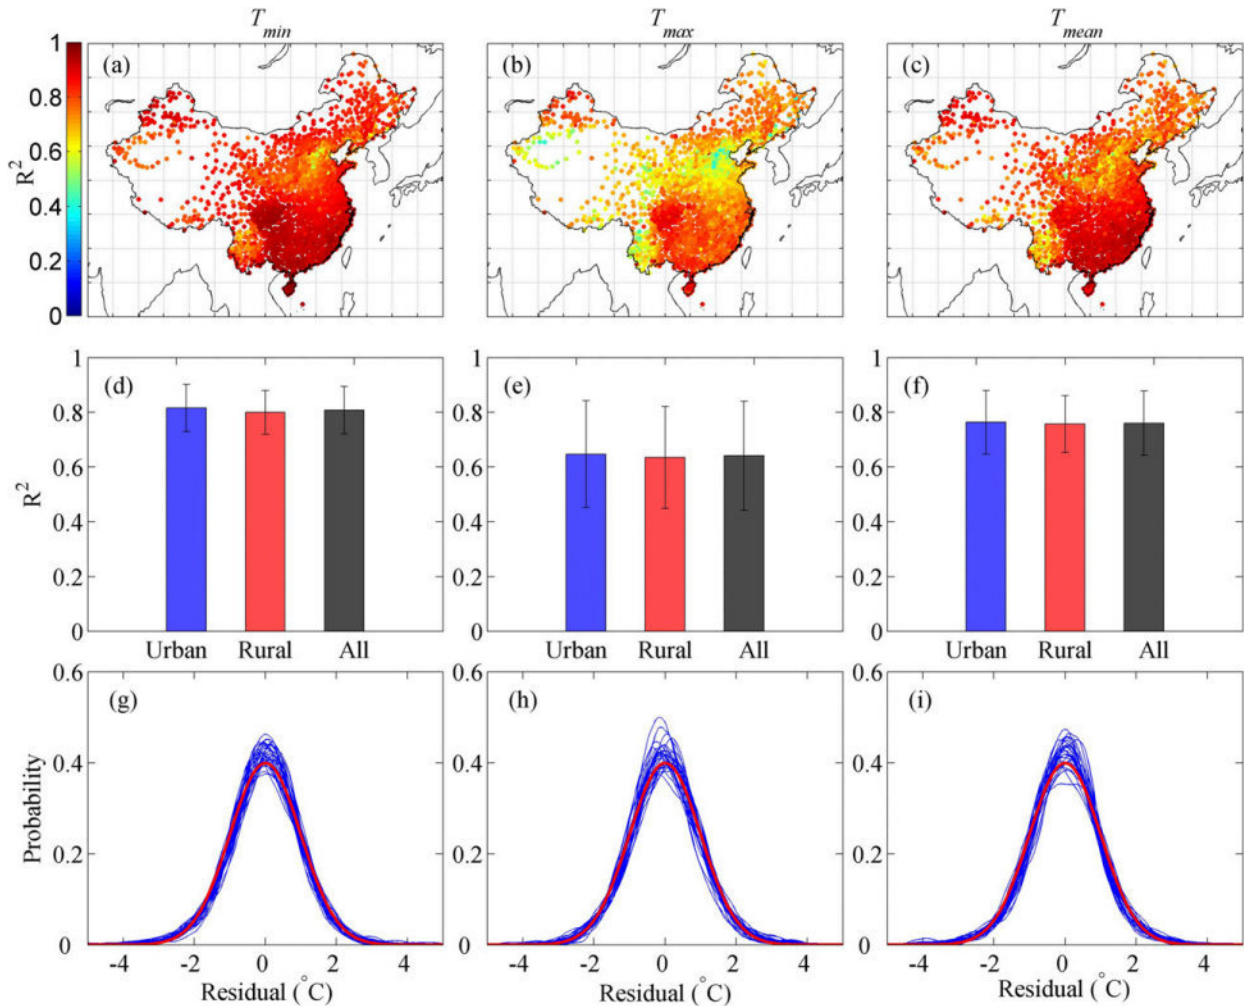 T_min T_max T_mean
(a) (b) (c)
1
0.8
0.6
0.4
0.2
0
R²
(d) (e) (f)
1 1 1
0.8 0.8 0.8
0.6 0.6 0.6
0.4 0.4 0.4
0.2 0.2 0.2
0 0 0
R²
Urban Rural All Urban Rural All Urban Rural All
(g) (h) (i)
0.6 0.6 0.6
0.4 0.4 0.4
0.2 0.2 0.2
0 0 0
Probability
-4 -2 0 2 4 -4 -2 0 2 4 -4 -2 0 2 4
Residual (°C) Residual (°C) Residual (°C)